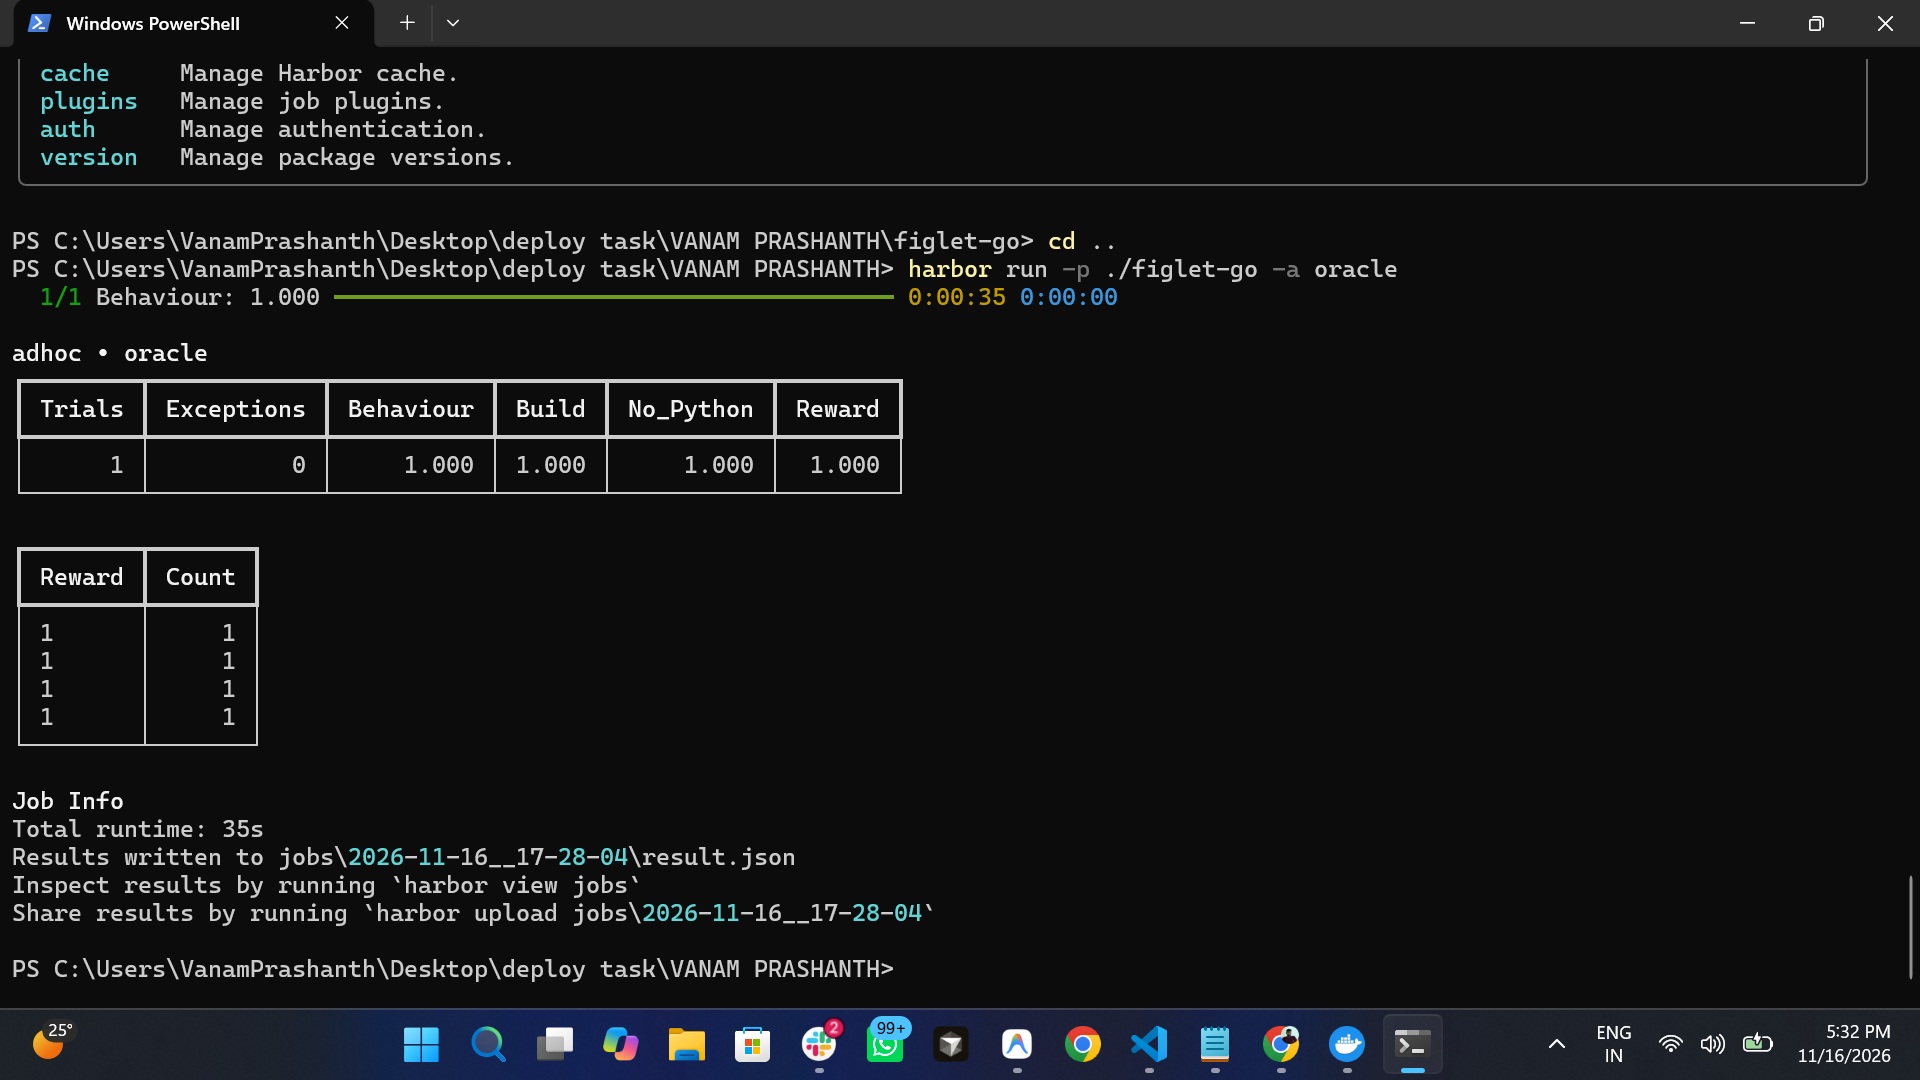 Windows PowerShell
cache Manage Harbor cache.
plugins Manage job plugins.
auth Manage authentication.
version Manage package versions.
PS C:\Users\VanamPrashanth\Desktop\deploy task\VANAM PRASHANTH\figlet-go> cd ..
PS C:\Users\VanamPrashanth\Desktop\deploy task\VANAM PRASHANTH> harbor run -p ./figlet-go -a oracle
1/1 Behaviour: 1.000 0:00:35 0:00:00
adhoc • oracle
Trials Exceptions Behaviour Build No_Python Reward
1 0 1.000 1.000 1.000 1.000
Reward Count
1 1
1 1
1 1
1 1
Job Info
Total runtime: 35s
Results written to jobs\2026-11-16__17-28-04\result.json
Inspect results by running `harbor view jobs`
Share results by running `harbor upload jobs\2026-11-16__17-28-04`
PS C:\Users\VanamPrashanth\Desktop\deploy task\VANAM PRASHANTH>
25°
2
99+
ENG
IN
5:32 PM
11/16/2026